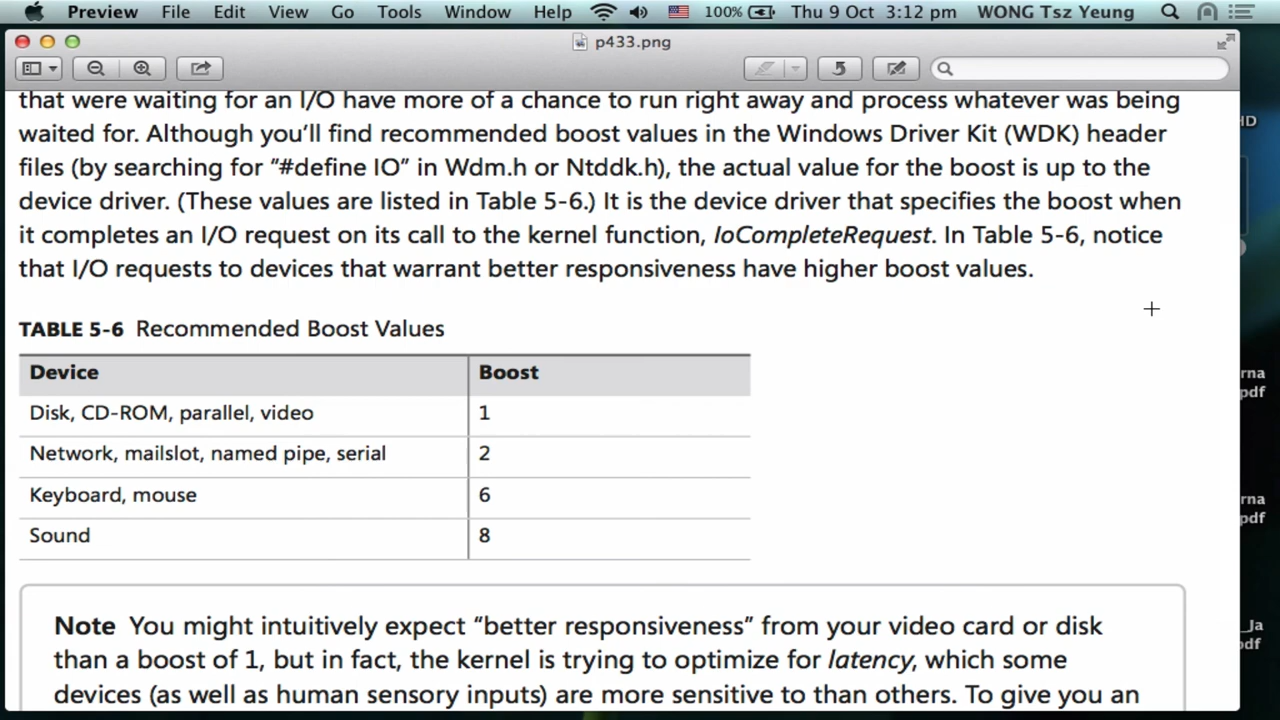 Preview File Edit View Go Tools Window Help 100% Thu 9 Oct 3:12 pm WONG Tsz Yeung
p433.png
that were waiting for an I/O have more of a chance to run right away and process whatever was being
waited for. Although you’ll find recommended boost values in the Windows Driver Kit (WDK) header
files (by searching for “#define IO” in Wdm.h or Ntddk.h), the actual value for the boost is up to the
device driver. (These values are listed in Table 5-6.) It is the device driver that specifies the boost when
it completes an I/O request on its call to the kernel function, IoCompleteRequest. In Table 5-6, notice
that I/O requests to devices that warrant better responsiveness have higher boost values.
TABLE 5-6 Recommended Boost Values
Device Boost
Disk, CD-ROM, parallel, video 1
Network, mailslot, named pipe, serial 2
Keyboard, mouse 6
Sound 8
Note You might intuitively expect “better responsiveness” from your video card or disk
than a boost of 1, but in fact, the kernel is trying to optimize for latency, which some
devices (as well as human sensory inputs) are more sensitive to than others. To give you an
HD
rna
pdf
rna
pdf
_Ja
odf